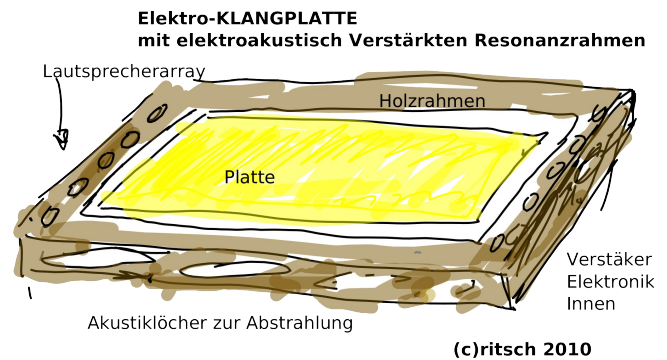 Elektro-KLANGPLATTE
mit elektroakustisch Verstärkten Resonanzrahmen
Lautsprecherarray
Holzrahmen
Platte
Verstäker
Elektronik
Innen
Akustiklöcher zur Abstrahlung
(c)ritsch 2010